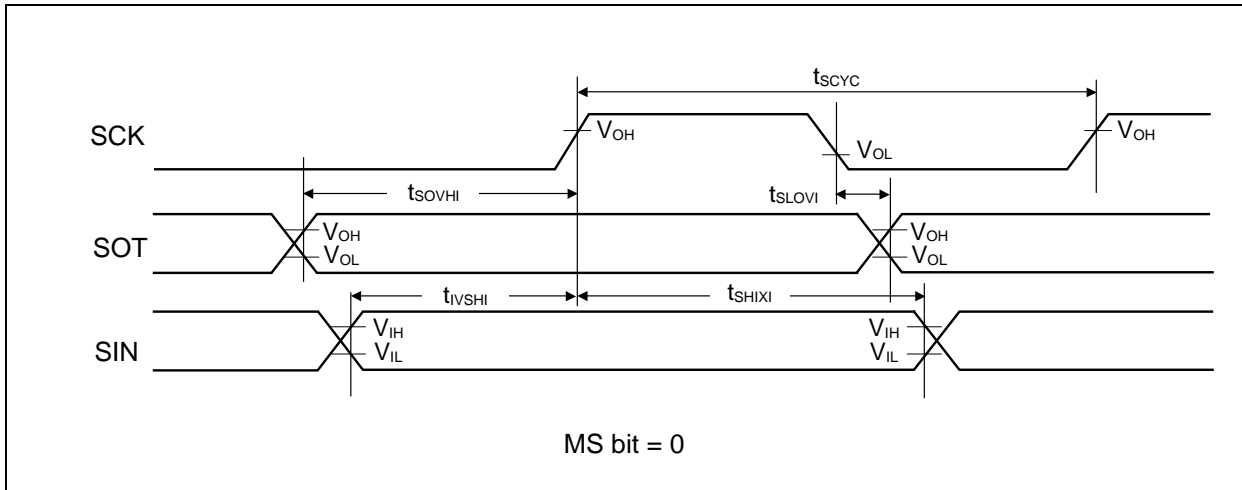 tSCYC
SCK
VOH
VOL
VOH
tSOVHI
tSLOVI
SOT
VOH
VOL
VOH
VOL
tIVSHI
tSHIXI
SIN
VIH
VIL
VIH
VIL
MS bit = 0